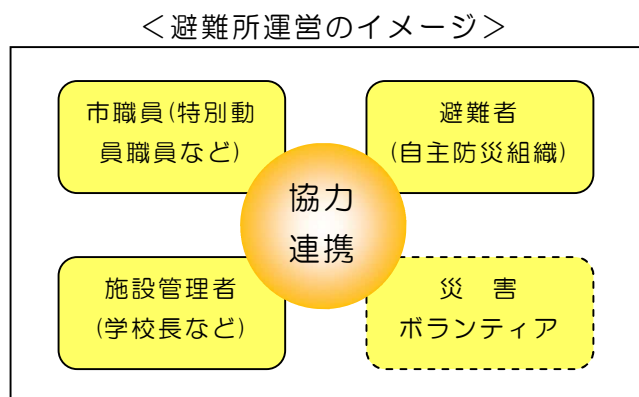 ＜避難所運営のイメージ＞
市職員(特別動
員職員など)
避難者
(自主防災組織)
協力
連携
施設管理者
(学校長など)
災　害
ボランティア